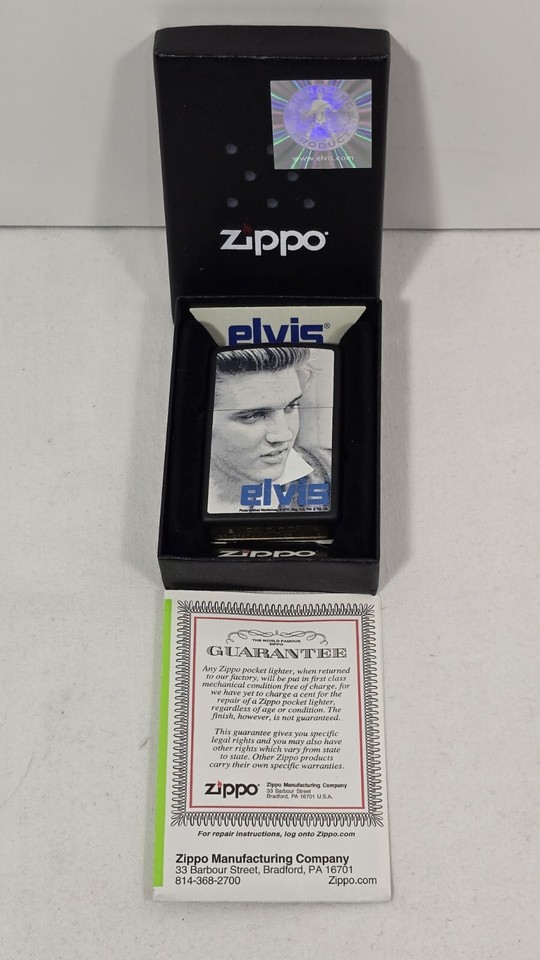 PRODUCT
www.elvis.com
zippo
elvis®
elvis
zippo
THE WORLD FAMOUS
ZIPPO
GUARANTEE
Any Zippo pocket lighter, when returned
to our factory, will be put in first class
mechanical condition free of charge, for
we have yet to charge a cent for the
repair of a Zippo pocket lighter,
regardless of age or condition. The
finish, however, is not guaranteed.
This guarantee gives you specific
legal rights and you may also have
other rights which vary from state
to state. Other Zippo products
carry their own specific warranties.
zippo® Zippo Manufacturing Company
33 Barbour Street
Bradford, PA 16701 U.S.A.
For repair instructions, log onto Zippo.com
Zippo Manufacturing Company
33 Barbour Street, Bradford, PA 16701
814-368-2700 Zippo.com